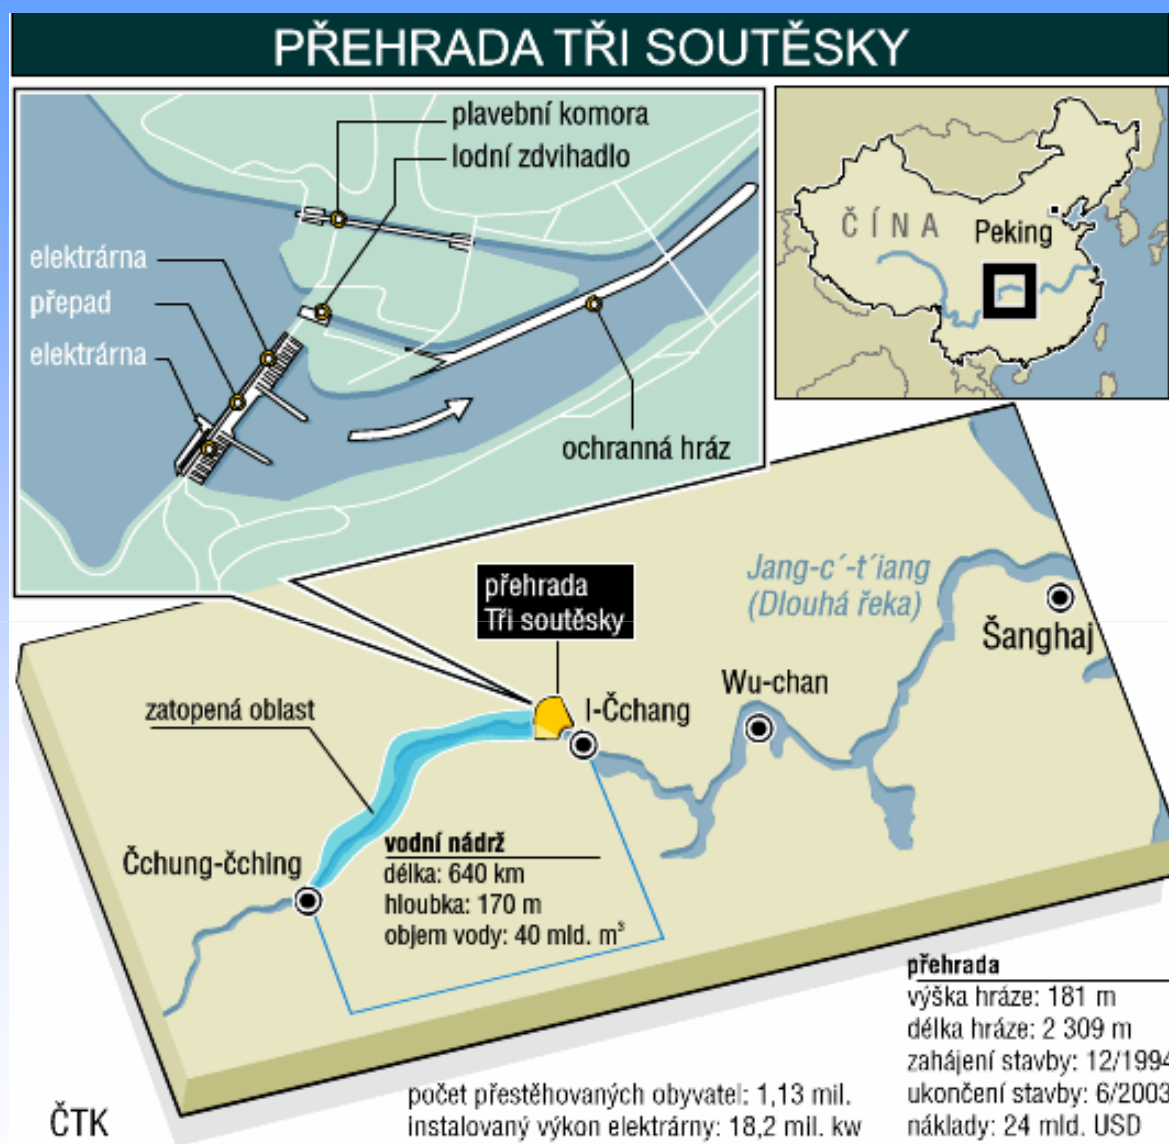 PŘEHRADA TŘI SOUTĚSKY
plavební komora
lodní zdvihadlo
elektrárna
přepad
elektrárna
ochranná hráz
ČÍNA
Peking
přehrada
Tři soutěsky
Jang-c´-t´iang
(Dlouhá řeka)
Šanghaj
Wu-chan
I-Čchang
zatopená oblast
Čchung-čching
vodní nádrž
délka: 640 km
hloubka: 170 m
objem vody: 40 mld. m³
přehrada
výška hráze: 181 m
délka hráze: 2 309 m
zahájení stavby: 12/1994
ukončení stavby: 6/2003
náklady: 24 mld. USD
počet přestěhovaných obyvatel: 1,13 mil.
instalovaný výkon elektrárny: 18,2 mil. kw
ČTK